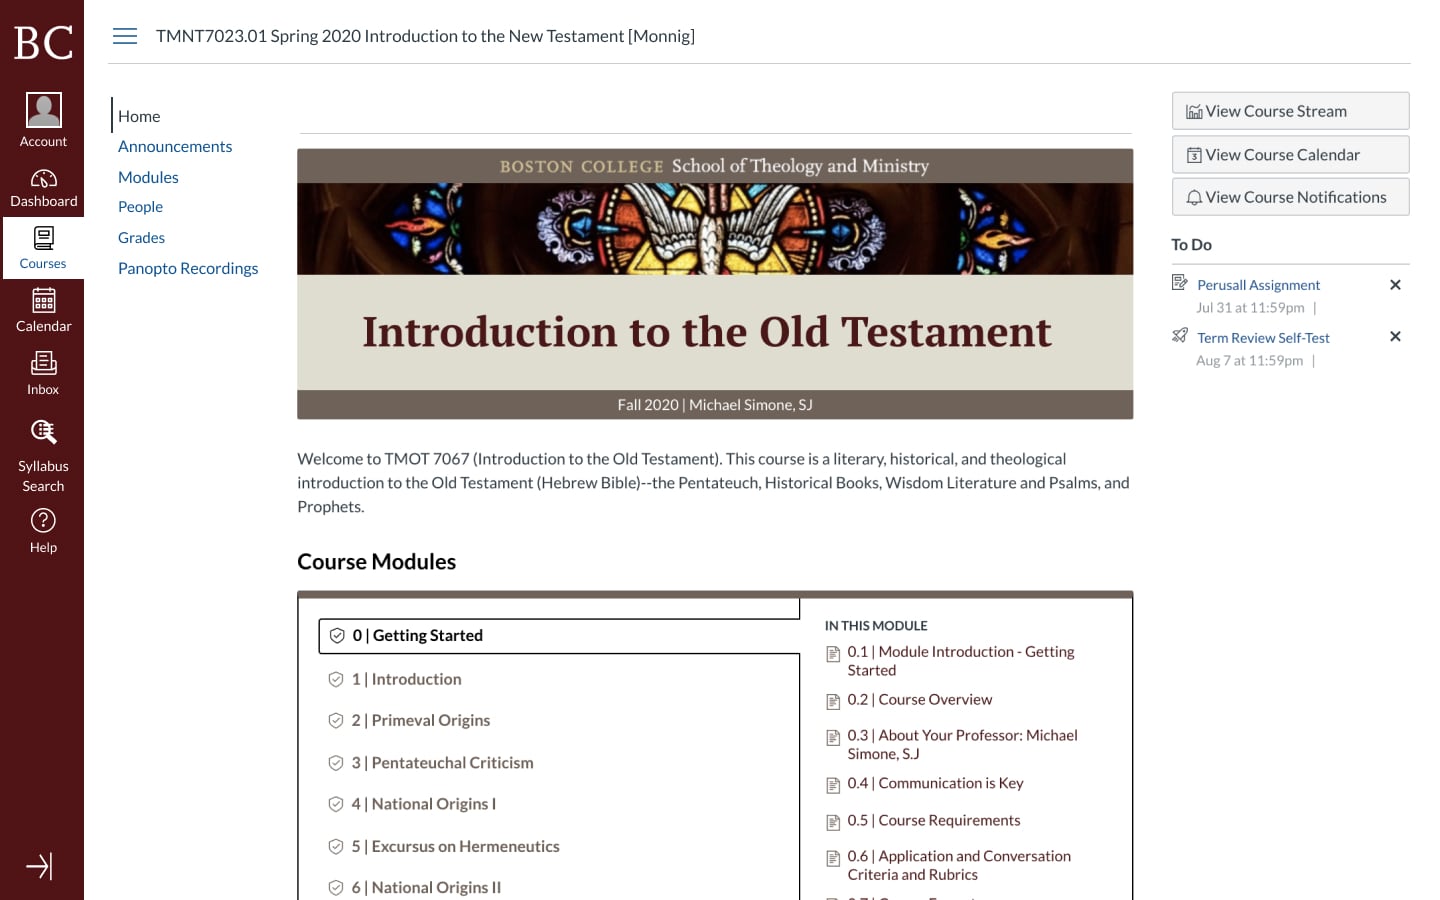 BC
TMNT7023.01 Spring 2020 Introduction to the New Testament [Monnig]
Account
Dashboard
Courses
Calendar
Inbox
Syllabus
Search
Help
Home
Announcements
Modules
People
Grades
Panopto Recordings
BOSTON COLLEGE School of Theology and Ministry
Introduction to the Old Testament
Fall 2020 | Michael Simone, SJ
Welcome to TMOT 7067 (Introduction to the Old Testament). This course is a literary, historical, and theological
introduction to the Old Testament (Hebrew Bible)--the Pentateuch, Historical Books, Wisdom Literature and Psalms, and
Prophets.
Course Modules
0 | Getting Started
1 | Introduction
2 | Primeval Origins
3 | Pentateuchal Criticism
4 | National Origins I
5 | Excursus on Hermeneutics
6 | National Origins II
IN THIS MODULE
0.1 | Module Introduction - Getting
Started
0.2 | Course Overview
0.3 | About Your Professor: Michael
Simone, S.J
0.4 | Communication is Key
0.5 | Course Requirements
0.6 | Application and Conversation
Criteria and Rubrics
View Course Stream
3 View Course Calendar
View Course Notifications
To Do
Perusall Assignment
Jul 31 at 11:59pm |
Term Review Self-Test
Aug 7 at 11:59pm |